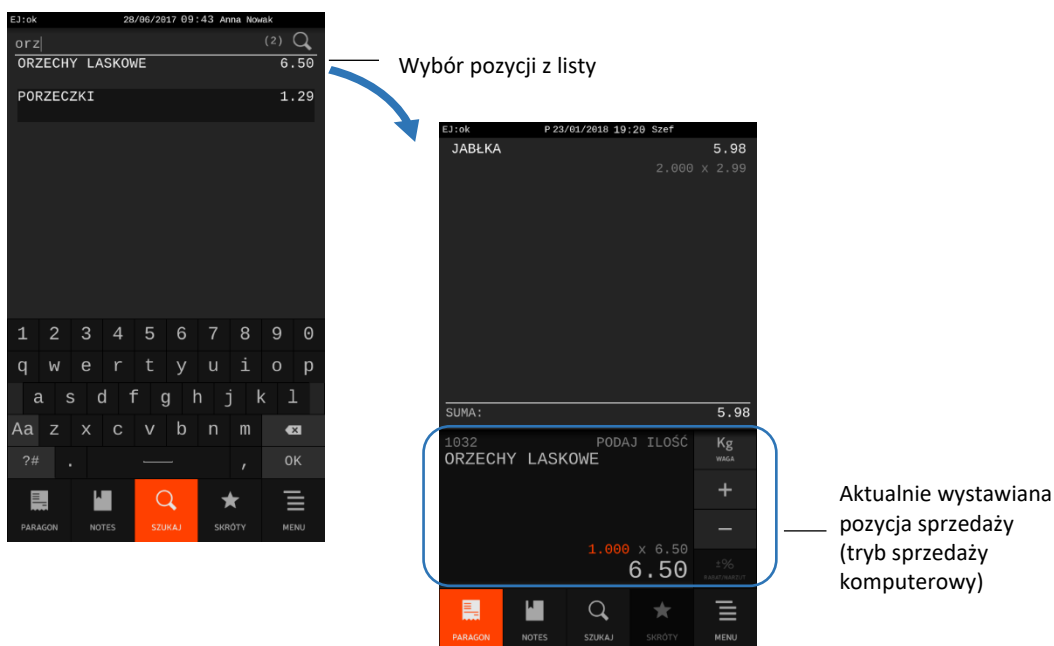 EJ:ok 28/06/2017 09:43 Anna Nowak
orz (2)
ORZECHY LASKOWE 6.50
PORZECZKI 1.29
1 2 3 4 5 6 7 8 9 0
q w e r t y u i o p
a s d f g h j k l
Aa z x c v b n m
?# . , OK
PARAGON NOTES SZUKAJ SKRÓTY MENU
Wybór pozycji z listy
EJ:ok P 23/01/2018 19:20 Szef
JABŁKA 5.98
2.000 x 2.99
SUMA: 5.98
1032 PODAJ ILOŚĆ Kg
ORZECHY LASKOWE WAGA
+
−
1.000 x 6.50
6.50 ±%
RABAT/NARZUT
PARAGON NOTES SZUKAJ SKRÓTY MENU
Aktualnie wystawiana
pozycja sprzedaży
(tryb sprzedaży
komputerowy)